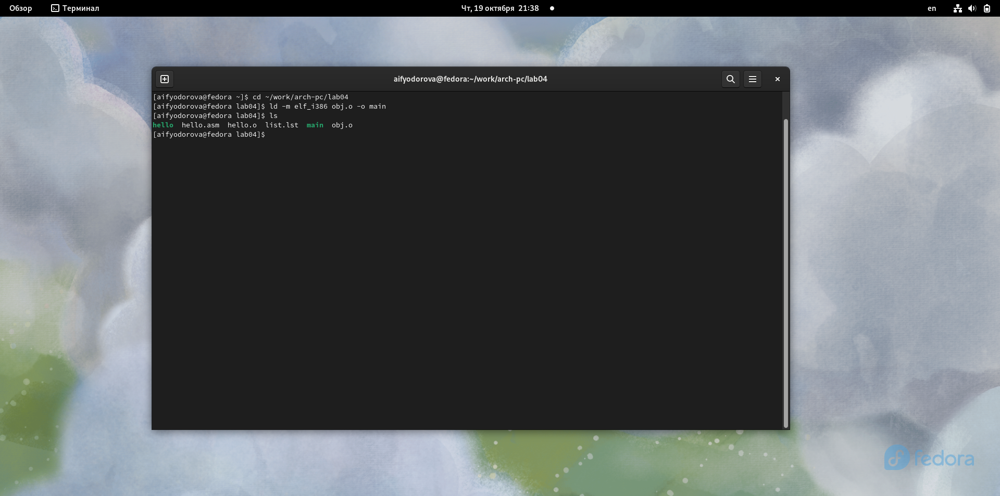 Обзор Терминал Чт, 19 октября 21:38 en
aifyodorova@fedora:~/work/arch-pc/lab04
[aifyodorova@fedora ~]$ cd ~/work/arch-pc/lab04
[aifyodorova@fedora lab04]$ ld -m elf_i386 obj.o -o main
[aifyodorova@fedora lab04]$ ls
hello  hello.asm  hello.o  list.lst  main  obj.o
[aifyodorova@fedora lab04]$
fedora